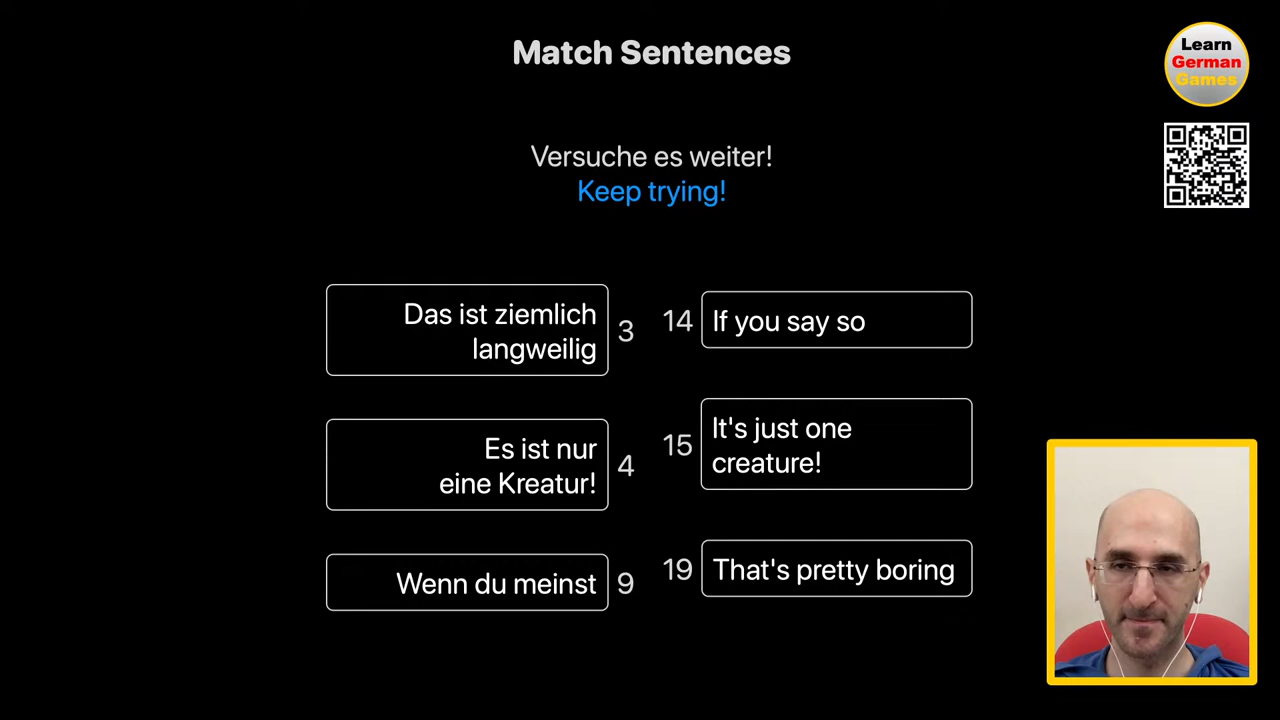 Match Sentences
Learn
German
Games
Versuche es weiter!
Keep trying!
Das ist ziemlich
langweilig
3
14
If you say so
Es ist nur
eine Kreatur!
4
15
It's just one
creature!
Wenn du meinst
9
19
That's pretty boring